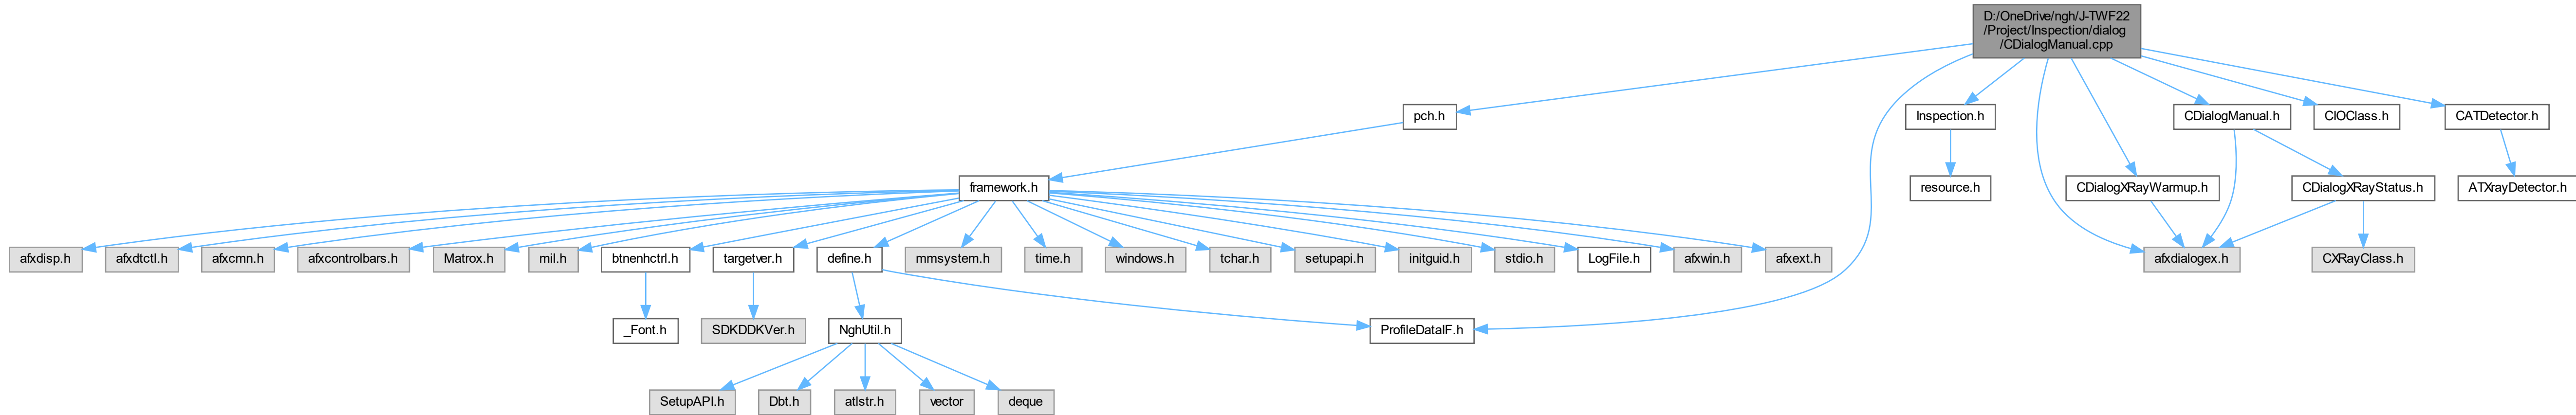 D:/OneDrive/ngh/J-TWF22
/Project/Inspection/dialog
/CDialogManual.cpp
pch.h
Inspection.h
CDialogManual.h
CIOClass.h
CATDetector.h
framework.h
resource.h
CDialogXRayWarmup.h
CDialogXRayStatus.h
ATXrayDetector.h
afxdisp.h
afxdtctl.h
afxcmn.h
afxcontrolbars.h
Matrox.h
mil.h
btnenhctrl.h
targetver.h
define.h
mmsystem.h
time.h
windows.h
tchar.h
setupapi.h
initguid.h
stdio.h
LogFile.h
afxwin.h
afxext.h
afxdialogex.h
CXRayClass.h
_Font.h
SDKDDKVer.h
NghUtil.h
ProfileDataIF.h
SetupAPI.h
Dbt.h
atlstr.h
vector
deque